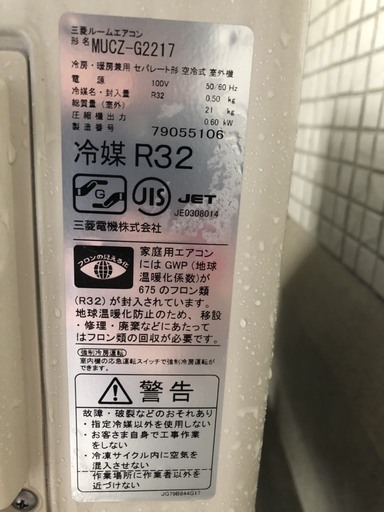 三菱ルームエアコン
形名 MUCZ-G2217
冷房・暖房兼用 セパレート形 空冷式 室外機
電源 100V 50/60 Hz
冷媒名・封入量 R32 0.50 kg
総質量(室外) 21 kg
圧縮機出力 0.60 kW
製造番号 79055106
冷媒 R32
G JIS JET
JE0308014
三菱電機株式会社
フロンの見える化
家庭用エアコン
にはGWP(地球
温暖化係数)が
675のフロン類
(R32)が封入されています。
地球温暖化防止のため、移設
・修理・廃棄などにあたって
はフロン類の回収が必要です。
強制冷房運転
室内機の応急運転スイッチで強制冷房運転が
できます。
警告
故障・破裂などのおそれあり
・指定冷媒以外を使用しない
・お客さま自身で工事作業
をしない
・冷凍サイクル内に空気を
混入させない
作業場所に作業者以外を
近づけない
JG79B844G17